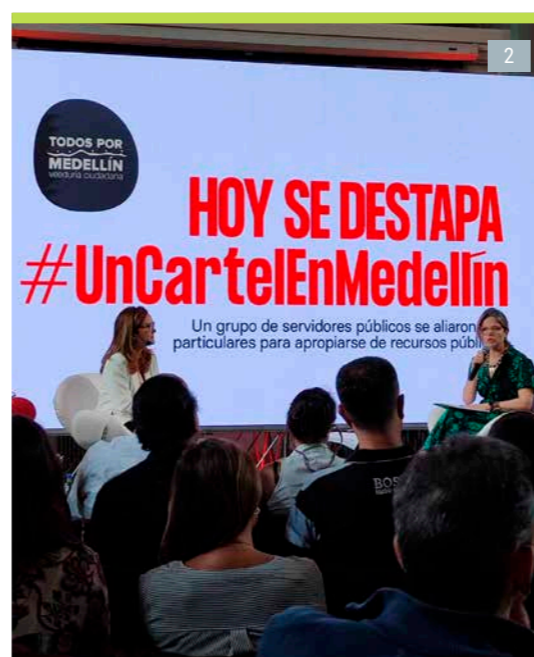 2
TODOS POR
MEDELLÍN
veeduría ciudadana
HOY SE DESTAPA
#UnCartelEnMedellín
Un grupo de servidores públicos se aliaron
particulares para apropiarse de recursos públi
BOS